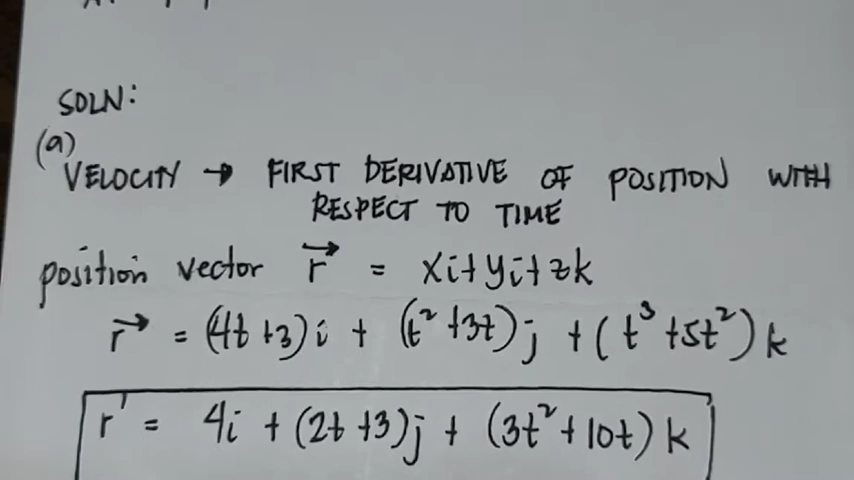 SOLN:
(a)
VELOCITY → FIRST DERIVATIVE OF POSITION WITH
RESPECT TO TIME
position vector r⃗ = xi+yi+zk
r⃗ = (4t+3)i + (t² +3t)j + (t³ +5t²)k
r' = 4i + (2t +3)j + (3t² + 10t)k